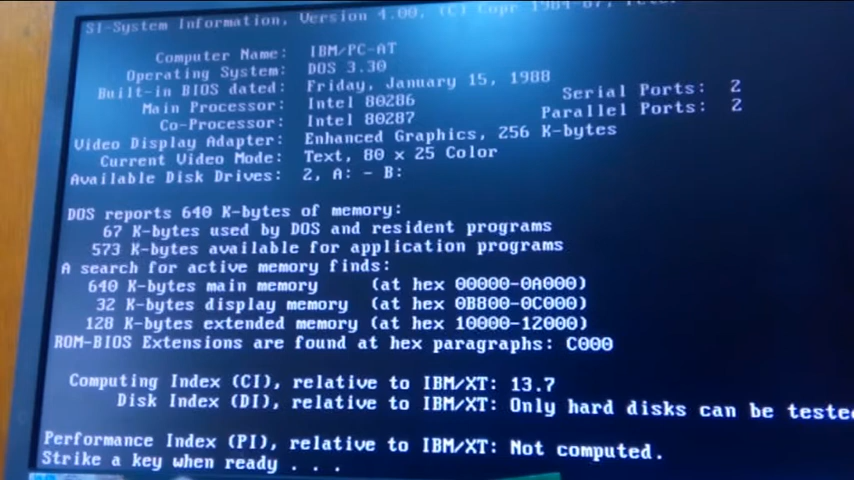 SI-System Information, Version 4.00, (C) Copr 1984-87,
Computer Name: IBM/PC-AT
Operating System: DOS 3.30
Built-in BIOS dated: Friday, January 15, 1988
Main Processor: Intel 80286 Serial Ports: 2
Co-Processor: Intel 80287 Parallel Ports: 2
Video Display Adapter: Enhanced Graphics, 256 K-bytes
Current Video Mode: Text, 80 x 25 Color
Available Disk Drives: 2, A: - B:
DOS reports 640 K-bytes of memory:
67 K-bytes used by DOS and resident programs
573 K-bytes available for application programs
A search for active memory finds:
640 K-bytes main memory (at hex 00000-0A000)
32 K-bytes display memory (at hex 0B800-0C000)
128 K-bytes extended memory (at hex 10000-12000)
ROM-BIOS Extensions are found at hex paragraphs: C000
Computing Index (CI), relative to IBM/XT: 13.7
Disk Index (DI), relative to IBM/XT: Only hard disks can be teste
Performance Index (PI), relative to IBM/XT: Not computed.
Strike a key when ready . . .